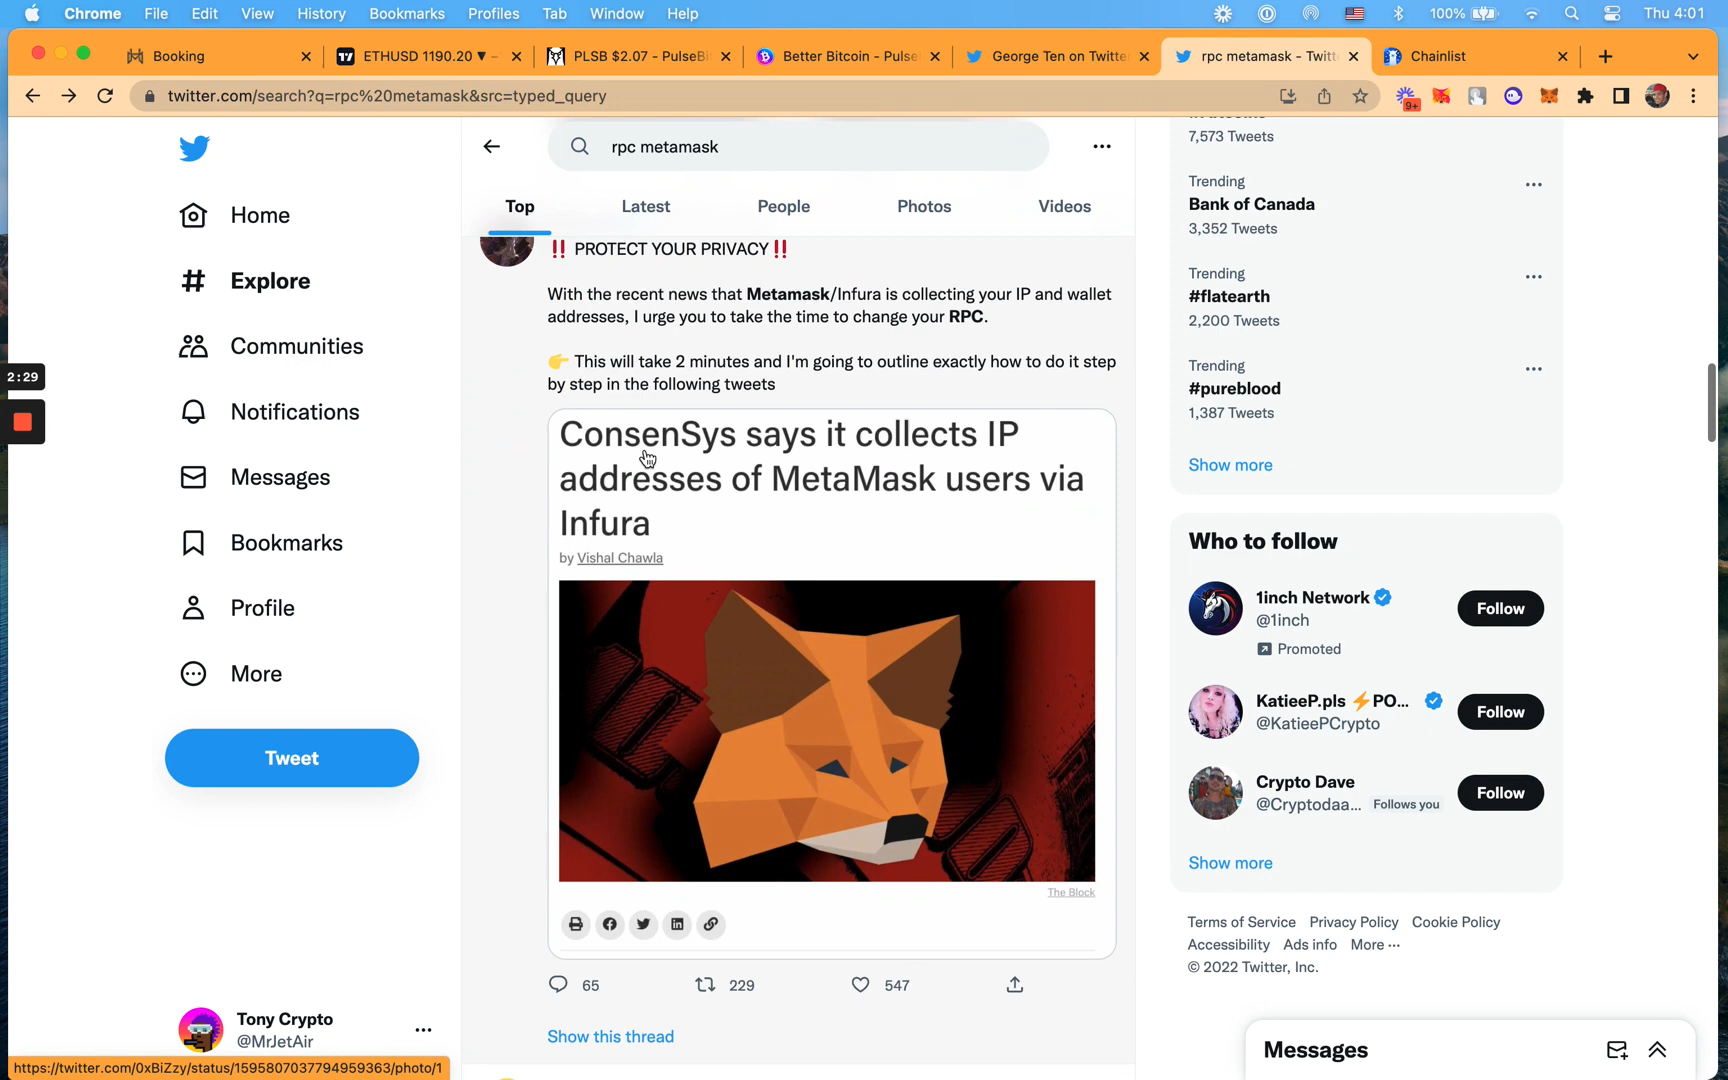 Chrome File Edit View History Bookmarks Profiles Tab Window Help 100% Thu 4:01
Booking ETHUSD 1190.20 ▼ - PLSB $2.07 - PulseBi Better Bitcoin - Pulse George Ten on Twitte rpc metamask - Twitt Chainlist
twitter.com/search?q=rpc%20metamask&src=typed_query 9+
rpc metamask
Top Latest People Photos Videos
Home
Explore
Communities
Notifications
Messages
Bookmarks
Profile
More
Tweet
2:29
Tony Crypto
@MrJetAir
https://twitter.com/0xBiZzy/status/1595807037794959363/photo/1
‼ PROTECT YOUR PRIVACY ‼
With the recent news that Metamask/Infura is collecting your IP and wallet
addresses, I urge you to take the time to change your RPC.
👉 This will take 2 minutes and I'm going to outline exactly how to do it step
by step in the following tweets
ConsenSys says it collects IP
addresses of MetaMask users via
Infura
by Vishal Chawla
The Block
65 229 547
Show this thread
7,573 Tweets
Trending
Bank of Canada
3,352 Tweets
Trending
#flatearth
2,200 Tweets
Trending
#pureblood
1,387 Tweets
Show more
Who to follow
1inch Network
@1inch
Promoted
Follow
KatieeP.pls ⚡PO...
@KatieePCrypto
Follow
Crypto Dave
@Cryptodaa... Follows you
Follow
Show more
Terms of Service Privacy Policy Cookie Policy
Accessibility Ads info More ···
© 2022 Twitter, Inc.
Messages